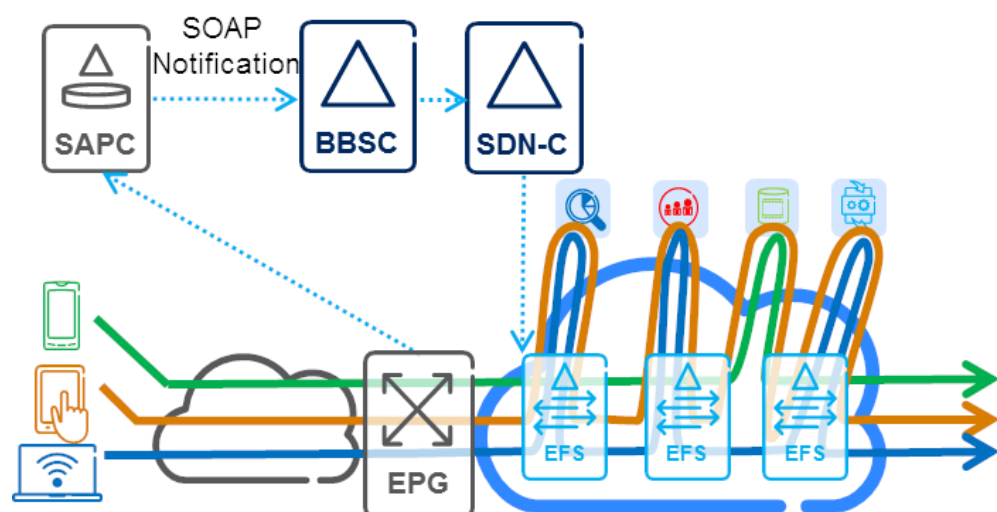 SOAP
Notification
SAPC
BBSC
SDN-C
EPG
EFS
EFS
EFS